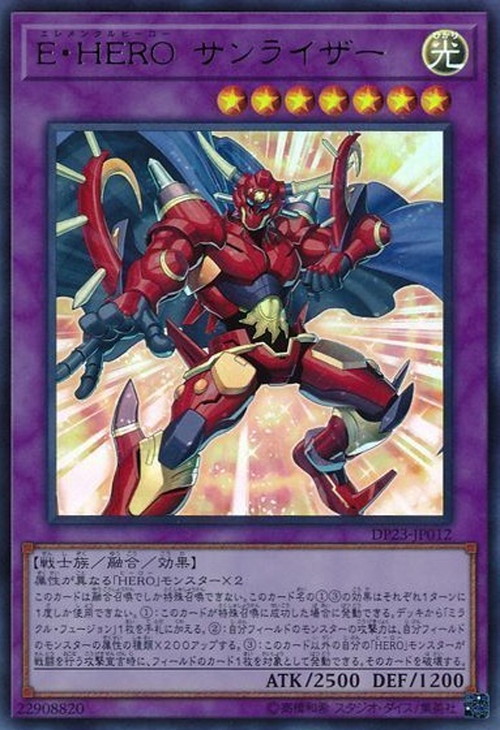 エレメンタルヒーロー
E・HERO サンライザー
ひかり
光
DP23-JP012
【戦士族／融合／効果】
属性が異なる「HERO」モンスター×2
このカードは融合召喚でしか特殊召喚できない。このカード名の①③の効果はそれぞれ1ターンに
1度しか使用できない。①：このカードが特殊召喚に成功した場合に発動できる。デッキから「ミラ
クル・フュージョン」1枚を手札に加える。②：自分フィールドのモンスターの攻撃力は、自分フィールド
のモンスターの属性の種類×200アップする。③：このカード以外の自分の「HERO」モンスターが
戦闘を行う攻撃宣言時に、フィールドのカード1枚を対象として発動できる。そのカードを破壊する。
ATK/2500 DEF/1200
22908820
©高橋和希 スタジオ・ダイス/集英社